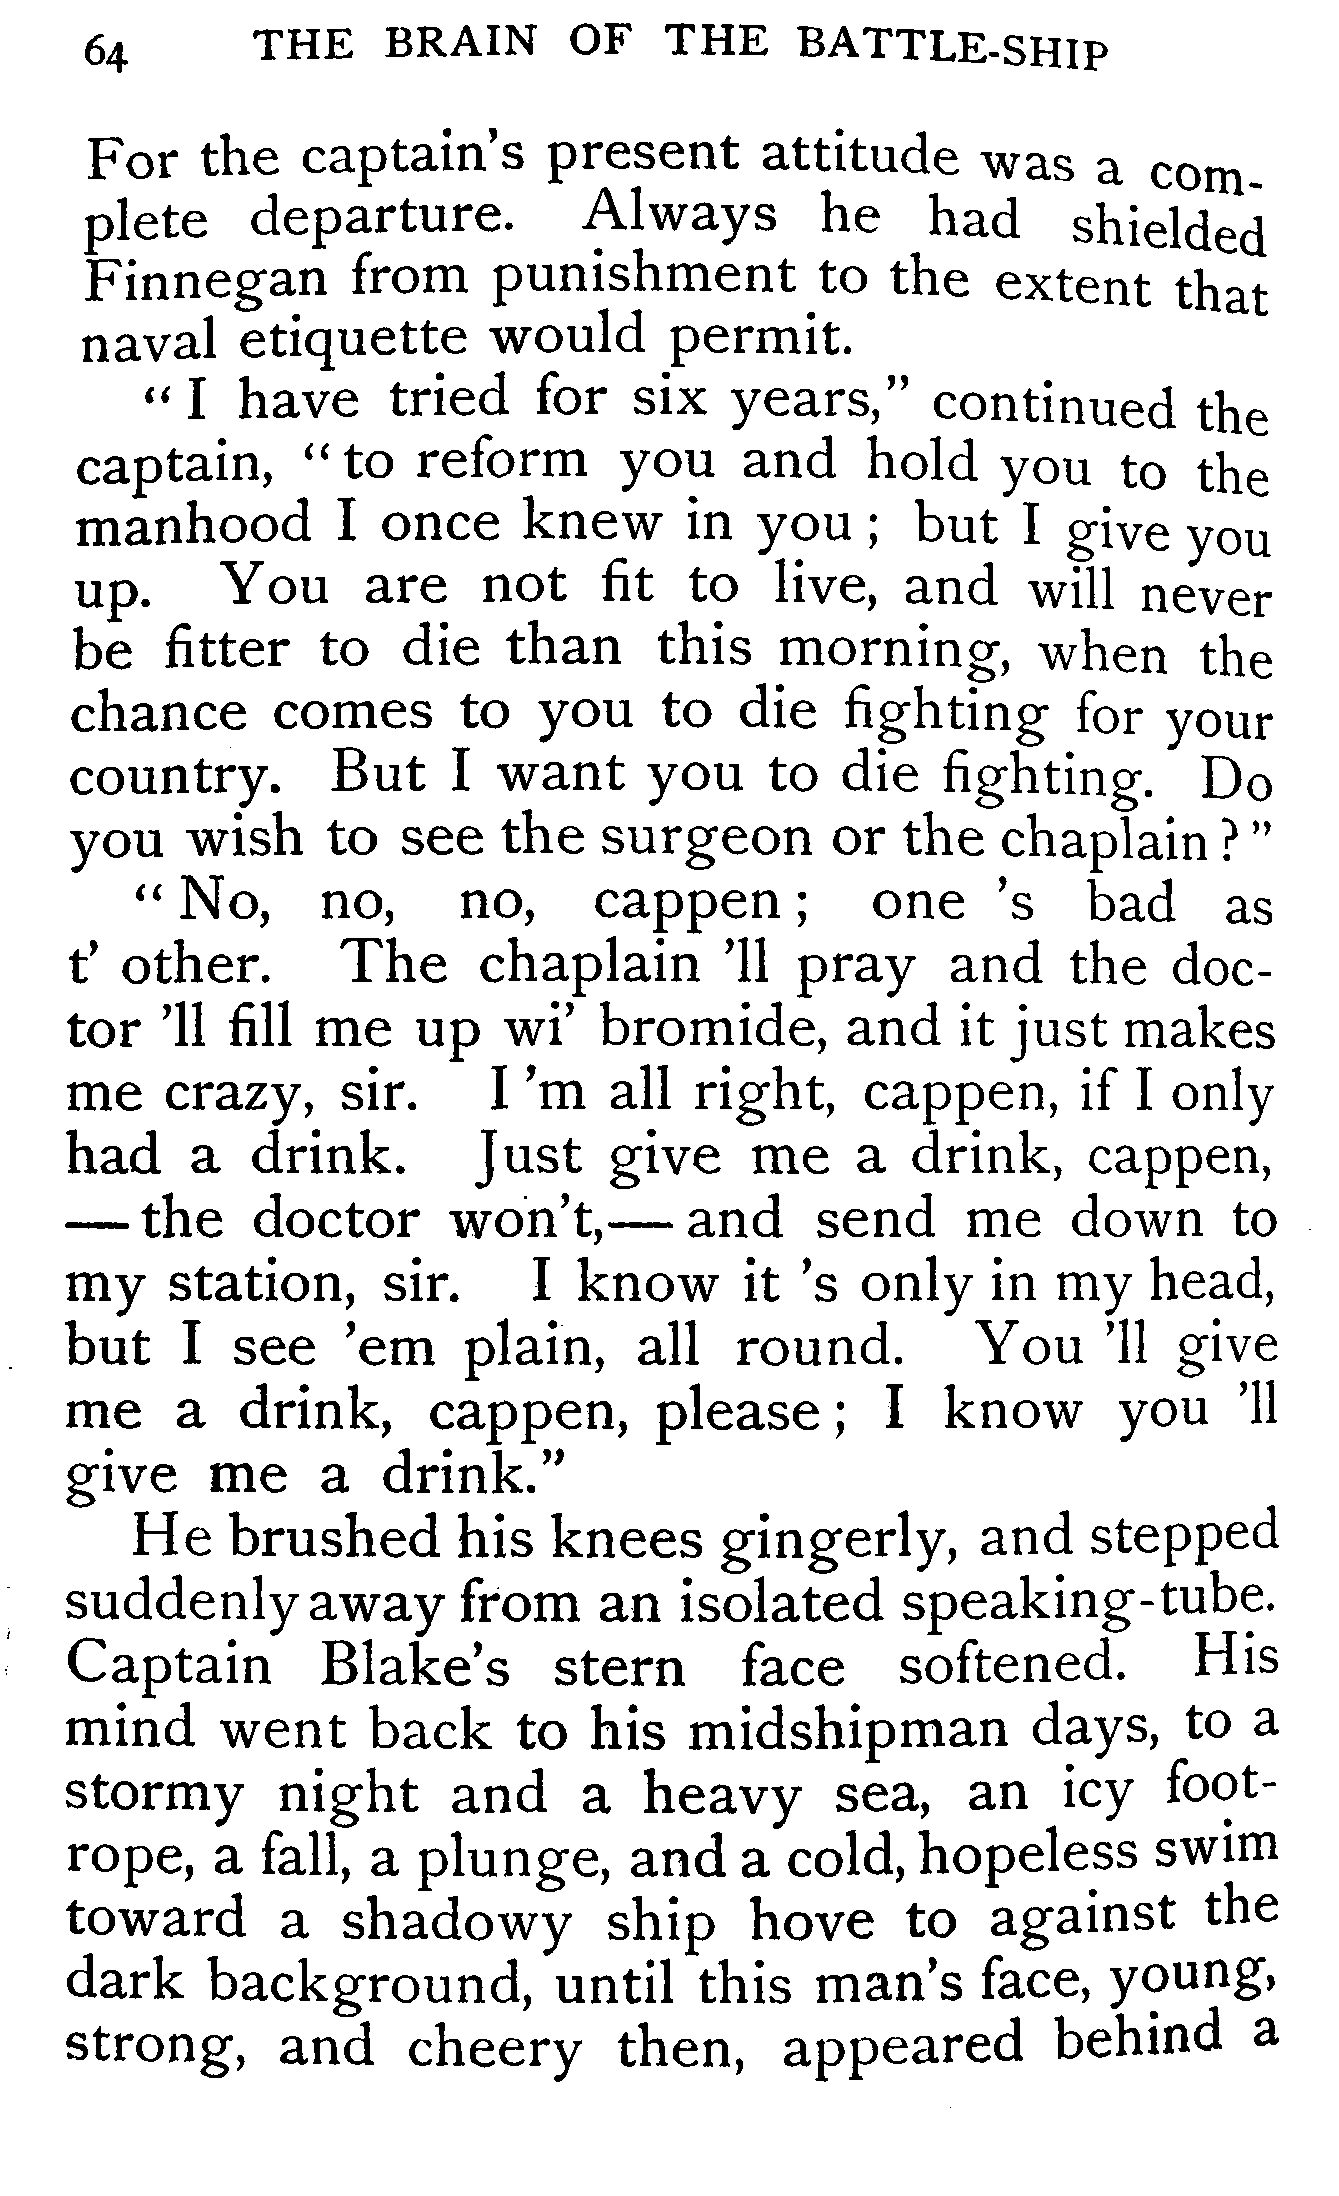 64 THE BRAIN OF THE BATTLE-SHIP
For the captain's present attitude was a com-
plete departure. Always he had shielded
Finnegan from punishment to the extent that
naval etiquette would permit.
“ I have tried for six years,” continued the
captain, “ to reform you and hold you to the
manhood I once knew in you ; but I give you
up. You are not fit to live, and will never
be fitter to die than this morning, when the
chance comes to you to die fighting for your
country. But I want you to die fighting. Do
you wish to see the surgeon or the chaplain ? ”
“ No, no, no, cappen ; one 's bad as
t' other. The chaplain 'll pray and the doc-
tor 'll fill me up wi' bromide, and it just makes
me crazy, sir. I 'm all right, cappen, if I only
had a drink. Just give me a drink, cappen,
— the doctor won't,— and send me down to
my station, sir. I know it 's only in my head,
but I see 'em plain, all round. You 'll give
me a drink, cappen, please ; I know you 'll
give me a drink.”
He brushed his knees gingerly, and stepped
suddenly away from an isolated speaking-tube.
Captain Blake's stern face softened. His
mind went back to his midshipman days, to a
stormy night and a heavy sea, an icy foot-
rope, a fall, a plunge, and a cold, hopeless swim
toward a shadowy ship hove to against the
dark background, until this man's face, young,
strong, and cheery then, appeared behind a